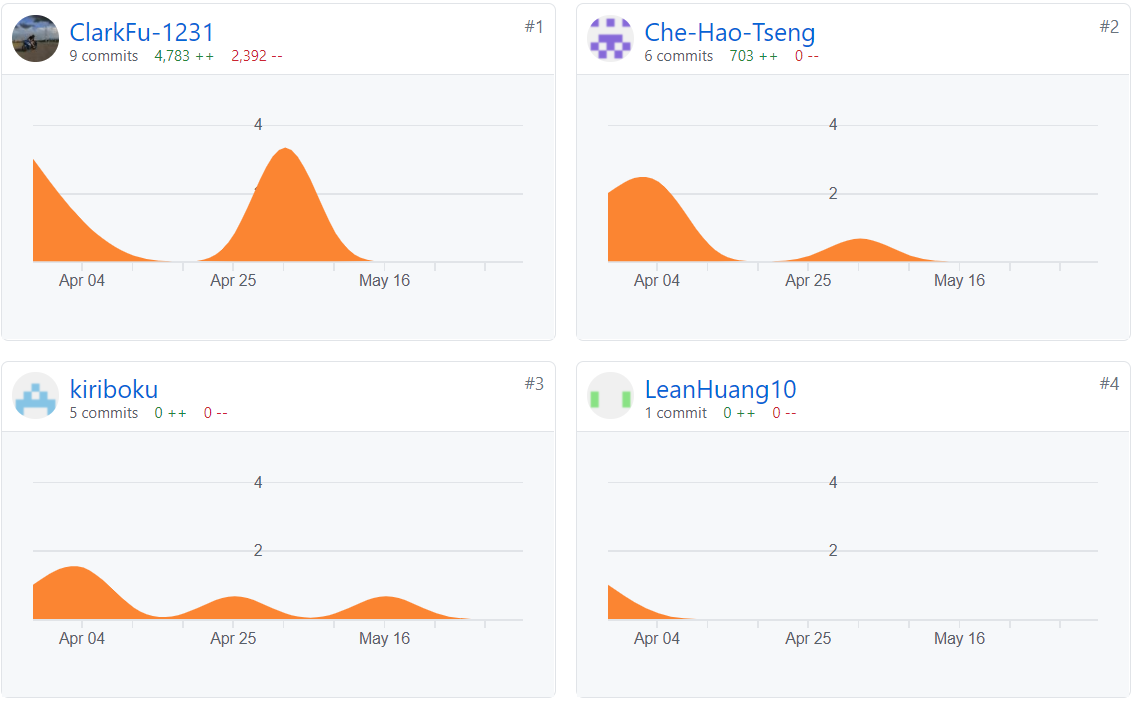 ClarkFu-1231 #1
9 commits 4,783 ++ 2,392 --
4
Apr 04 Apr 25 May 16
Che-Hao-Tseng #2
6 commits 703 ++ 0 --
4
2
Apr 04 Apr 25 May 16
kiriboku #3
5 commits 0 ++ 0 --
4
2
Apr 04 Apr 25 May 16
LeanHuang10 #4
1 commit 0 ++ 0 --
4
2
Apr 04 Apr 25 May 16